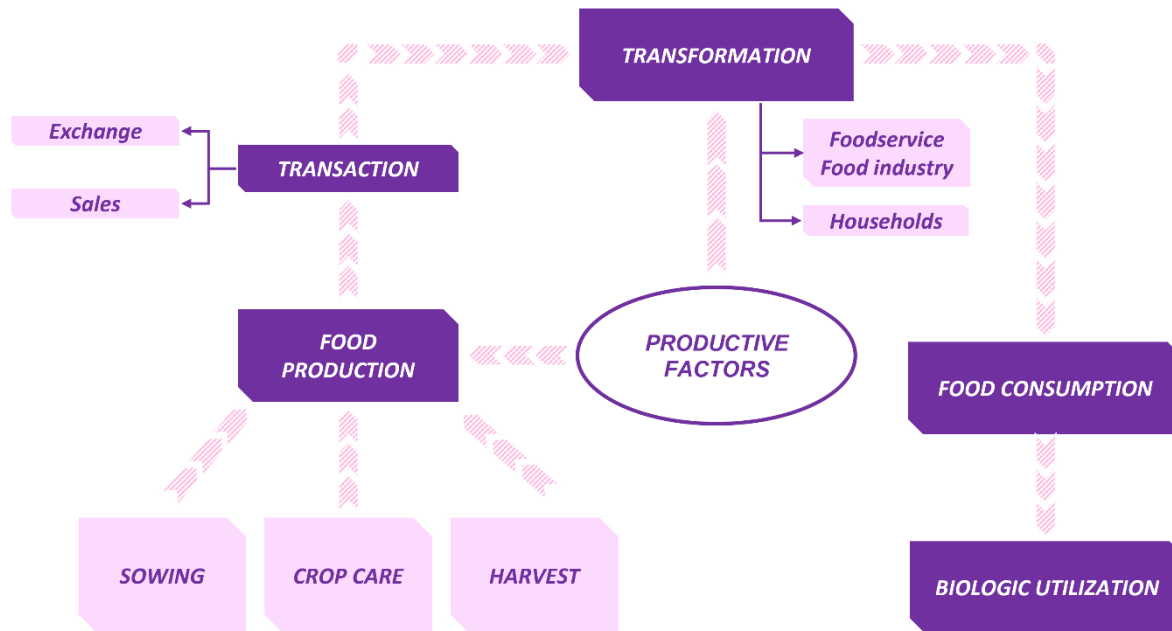 TRANSFORMATION
Exchange
Foodservice
Food industry
TRANSACTION
Sales
Households
FOOD
PRODUCTION
PRODUCTIVE
FACTORS
FOOD CONSUMPTION
SOWING
CROP CARE
HARVEST
BIOLOGIC UTILIZATION